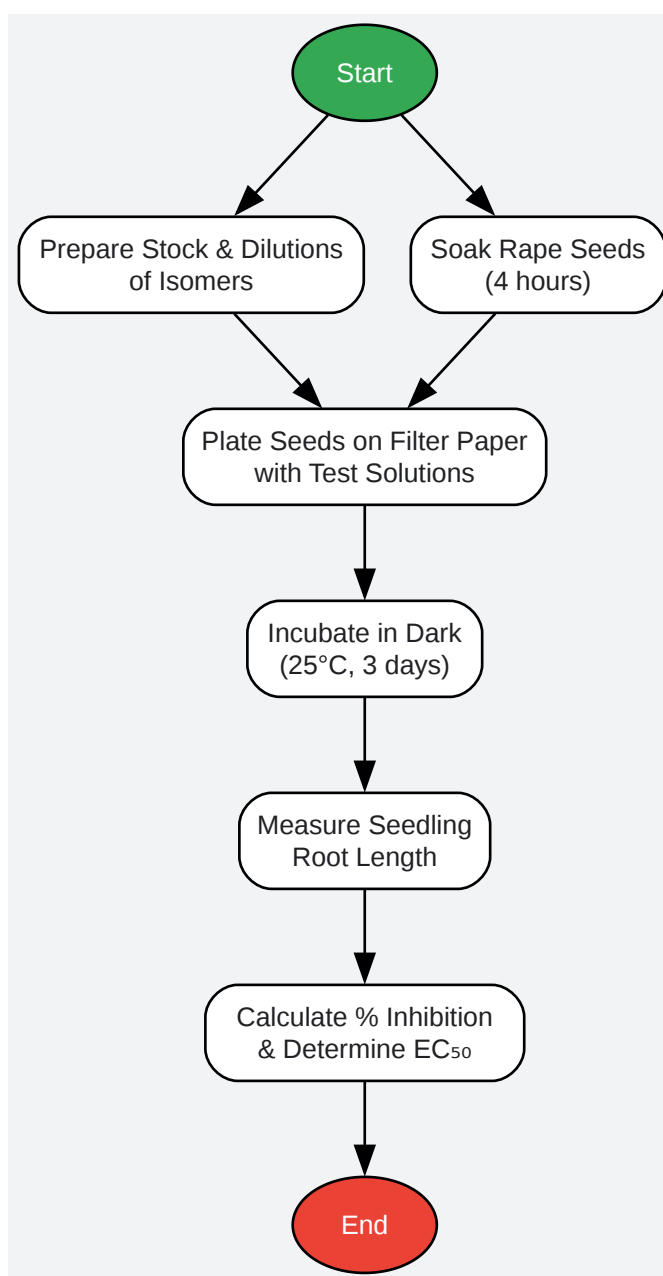 Start
Prepare Stock & Dilutions
of Isomers
Soak Rape Seeds
(4 hours)
Plate Seeds on Filter Paper
with Test Solutions
Incubate in Dark
(25°C, 3 days)
Measure Seedling
Root Length
Calculate % Inhibition
& Determine EC₅₀
End